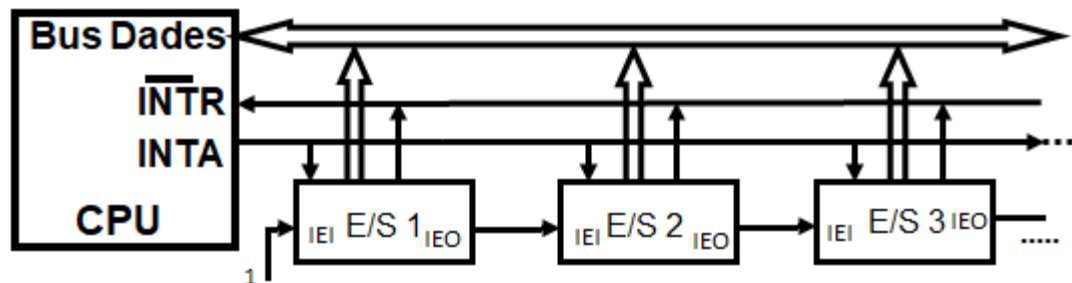 Bus Dades
INTR
INTA
CPU
IEI E/S 1 IEO
IEI E/S 2 IEO
IEI E/S 3 IEO
1
...
.....